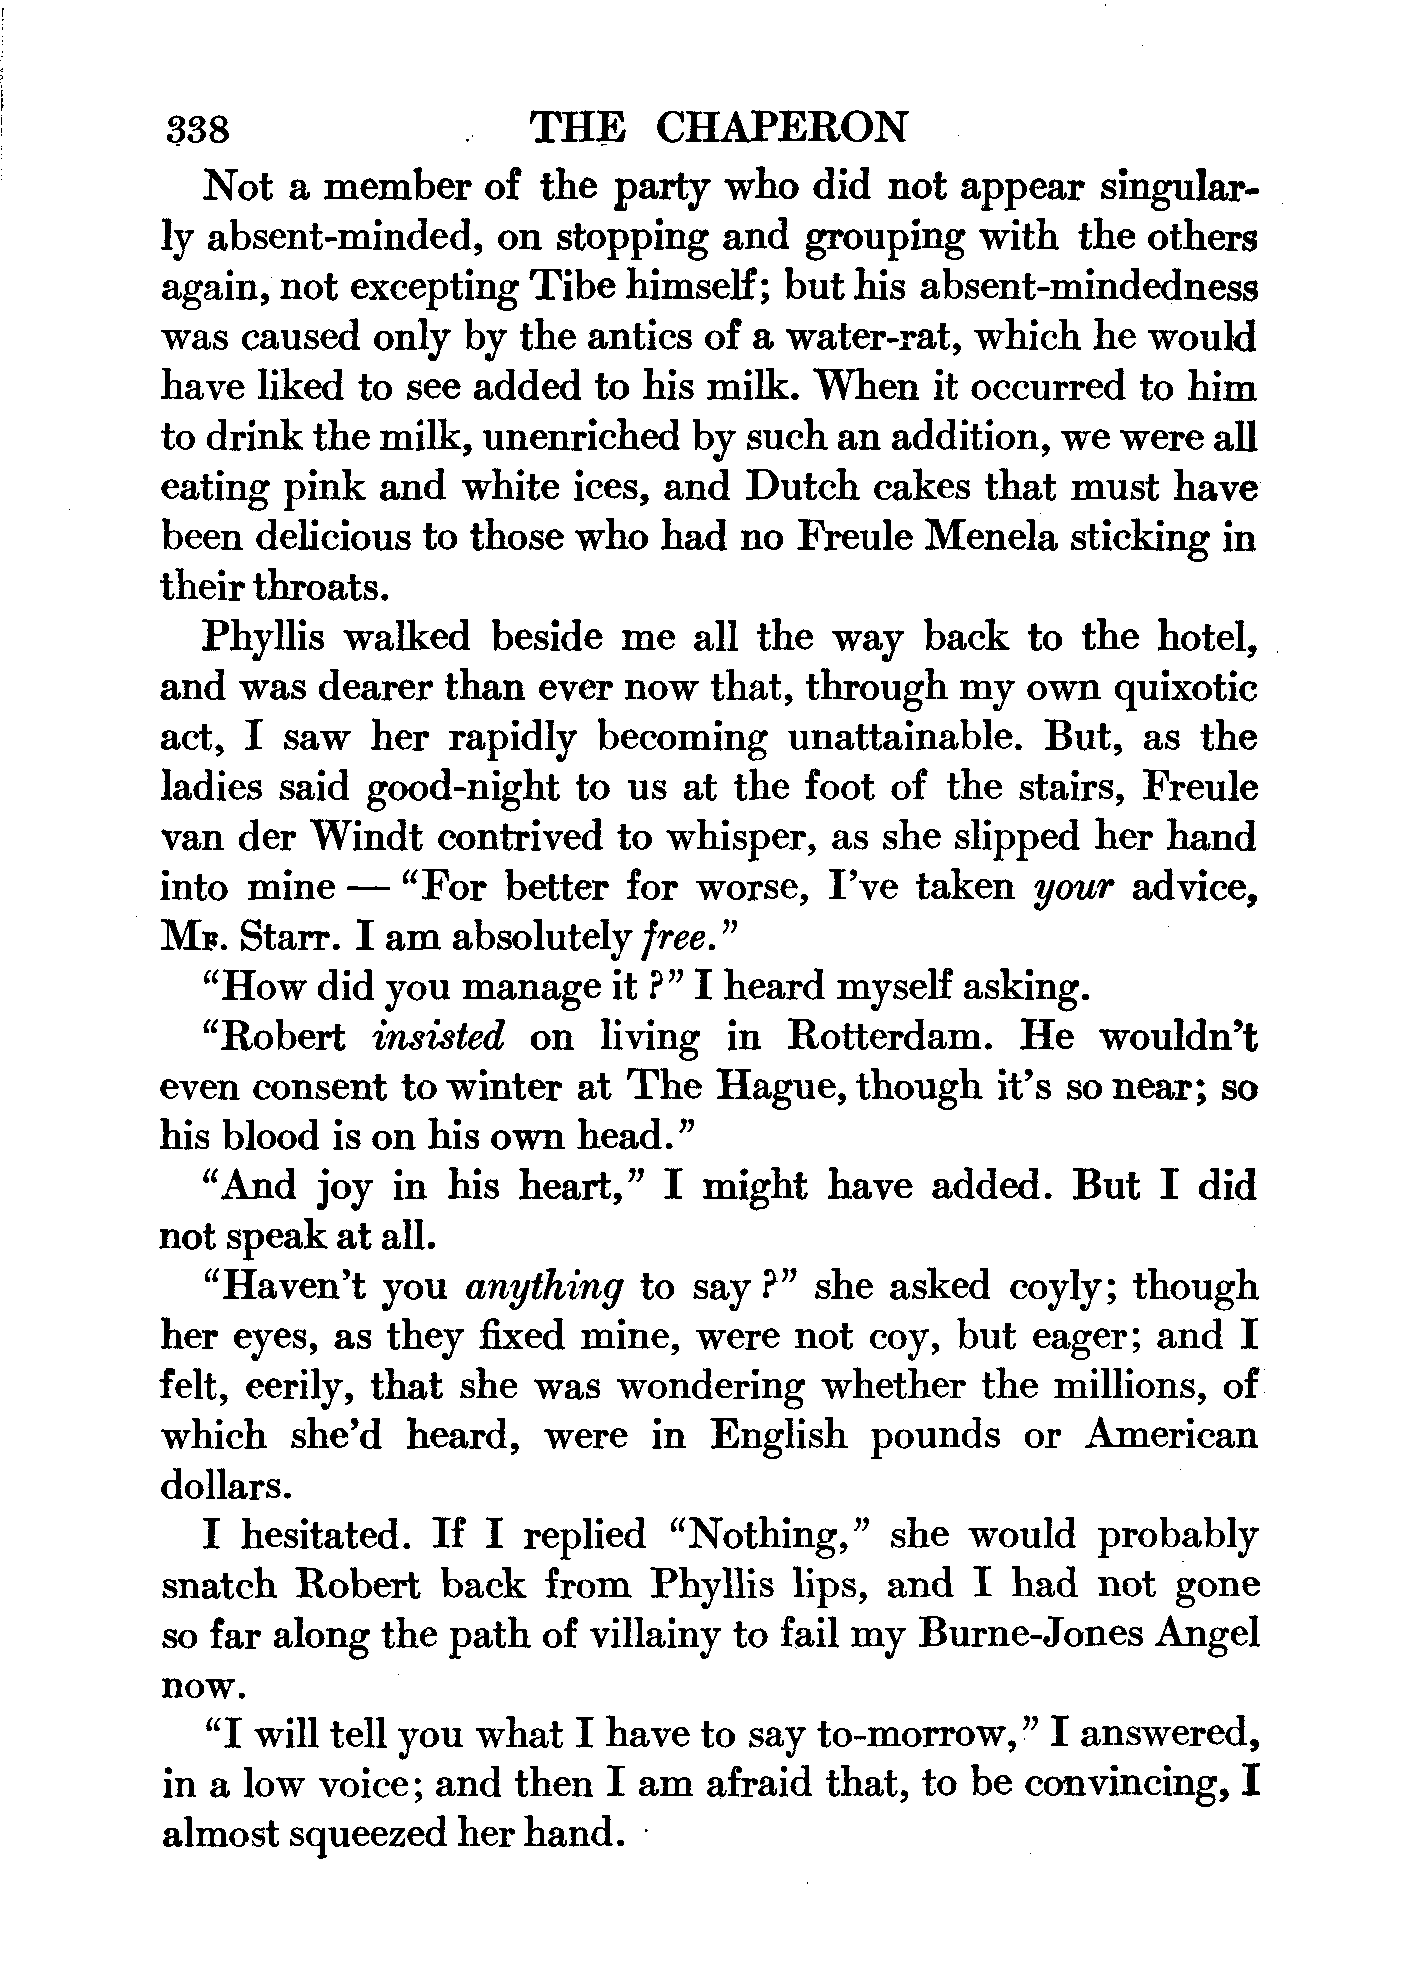 338 THE CHAPERON
Not a member of the party who did not appear singular-
ly absent-minded, on stopping and grouping with the others
again, not excepting Tibe himself; but his absent-mindedness
was caused only by the antics of a water-rat, which he would
have liked to see added to his milk. When it occurred to him
to drink the milk, unenriched by such an addition, we were all
eating pink and white ices, and Dutch cakes that must have
been delicious to those who had no Freule Menela sticking in
their throats.
Phyllis walked beside me all the way back to the hotel,
and was dearer than ever now that, through my own quixotic
act, I saw her rapidly becoming unattainable. But, as the
ladies said good-night to us at the foot of the stairs, Freule
van der Windt contrived to whisper, as she slipped her hand
into mine — "For better for worse, I've taken your advice,
Mr. Starr. I am absolutely free."
"How did you manage it?" I heard myself asking.
"Robert insisted on living in Rotterdam. He wouldn't
even consent to winter at The Hague, though it's so near; so
his blood is on his own head."
"And joy in his heart," I might have added. But I did
not speak at all.
"Haven't you anything to say?" she asked coyly; though
her eyes, as they fixed mine, were not coy, but eager; and I
felt, eerily, that she was wondering whether the millions, of
which she'd heard, were in English pounds or American
dollars.
I hesitated. If I replied "Nothing," she would probably
snatch Robert back from Phyllis lips, and I had not gone
so far along the path of villainy to fail my Burne-Jones Angel
now.
"I will tell you what I have to say to-morrow," I answered,
in a low voice; and then I am afraid that, to be convincing, I
almost squeezed her hand.